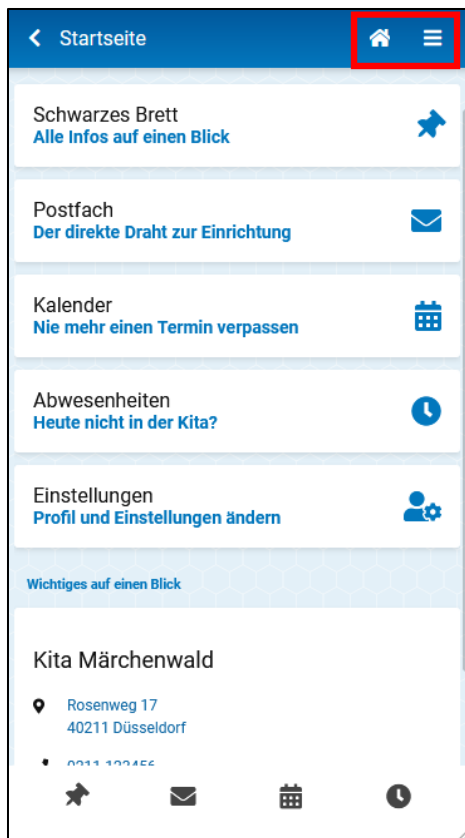 Startseite
Schwarzes Brett
Alle Infos auf einen Blick
Postfach
Der direkte Draht zur Einrichtung
Kalender
Nie mehr einen Termin verpassen
Abwesenheiten
Heute nicht in der Kita?
Einstellungen
Profil und Einstellungen ändern
Wichtiges auf einen Blick
Kita Märchenwald
Rosenweg 17
40211 Düsseldorf
0211 123456